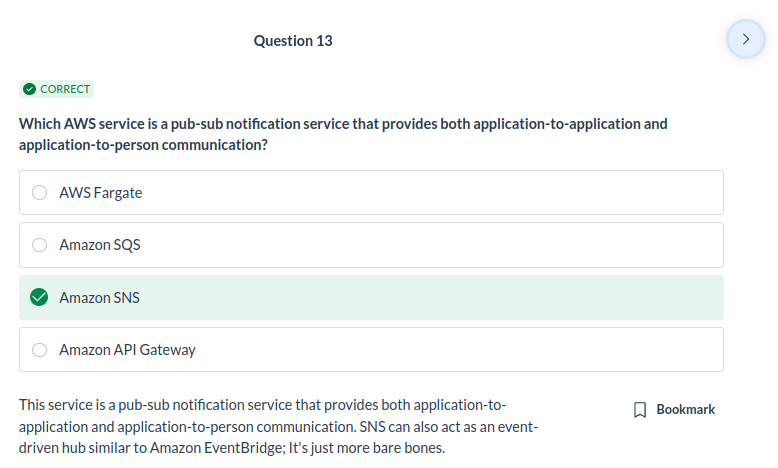 Question 13
CORRECT
Which AWS service is a pub-sub notification service that provides both application-to-application and
application-to-person communication?
AWS Fargate
Amazon SQS
Amazon SNS
Amazon API Gateway
This service is a pub-sub notification service that provides both application-to-
application and application-to-person communication. SNS can also act as an event-
driven hub similar to Amazon EventBridge; It's just more bare bones.
Bookmark